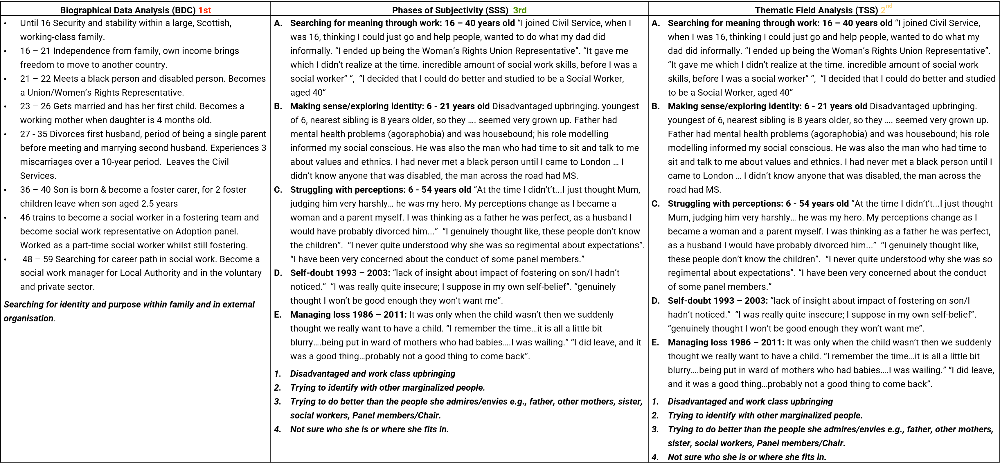 Biographical Data Analysis (BDC) 1st
• Until 16 Security and stability within a large, Scottish,
working-class family.
• 16 – 21 Independence from family, own income brings
freedom to move to another country.
• 21 – 22 Meets a black person and disabled person. Becomes
a Union/Women’s Rights Representative.
• 23 – 26 Gets married and has her first child. Becomes a
working mother when daughter is 4 months old.
• 27 - 35 Divorces first husband, period of being a single parent
before meeting and marrying second husband. Experiences 3
miscarriages over a 10-year period.  Leaves the Civil
Services.
• 36 – 40 Son is born & become a foster carer, for 2 foster
children leave when son aged 2.5 years
• 46 trains to become a social worker in a fostering team and
become social work representative on Adoption panel.
Worked as a part-time social worker whilst still fostering.
• 48 – 59 Searching for career path in social work. Become a
social work manager for Local Authority and in the voluntary
and private sector.
Searching for identity and purpose within family and in external
organisation.
Phases of Subjectivity (SSS)  3rd
A. Searching for meaning through work: 16 – 40 years old “I joined Civil Service, when I
was 16, thinking I could just go and help people, wanted to do what my dad did
informally. “I ended up being the Woman’s Rights Union Representative”. “It gave me
which I didn’t realize at the time. incredible amount of social work skills, before I was a
social worker” “,  “I decided that I could do better and studied to be a Social Worker,
aged 40”
B. Making sense/exploring identity: 6 - 21 years old Disadvantaged upbringing. youngest
of 6, nearest sibling is 8 years older, so they …. seemed very grown up. Father had
mental health problems (agoraphobia) and was housebound; his role modelling
informed my social conscious. He was also the man who had time to sit and talk to me
about values and ethnics. I had never met a black person until I came to London … I
didn’t know anyone that was disabled, the man across the road had MS.
C. Struggling with perceptions: 6 - 54 years old “At the time I didn’t’t...I just thought Mum,
judging him very harshly… he was my hero. My perceptions change as I became a
woman and a parent myself. I was thinking as a father he was perfect, as a husband I
would have probably divorced him...”  “I genuinely thought like, these people don’t know
the children”.  “I never quite understood why she was so regimental about expectations”.
“I have been very concerned about the conduct of some panel members.”
D. Self-doubt 1993 – 2003: “lack of insight about impact of fostering on son/I hadn’t
noticed.”  “I was really quite insecure; I suppose in my own self-belief”. “genuinely
thought I won’t be good enough they won’t want me”.
E. Managing loss 1986 – 2011: It was only when the child wasn’t then we suddenly
thought we really want to have a child. “I remember the time…it is all a little bit
blurry….being put in ward of mothers who had babies….I was wailing.” “I did leave, and it
was a good thing…probably not a good thing to come back”.
1. Disadvantaged and work class upbringing
2. Trying to identify with other marginalized people.
3. Trying to do better than the people she admires/envies e.g., father, other mothers, sister,
social workers, Panel members/Chair.
4. Not sure who she is or where she fits in.
Thematic Field Analysis (TSS) 2nd
A. Searching for meaning through work: 16 – 40 years old “I joined Civil Service,
when I was 16, thinking I could just go and help people, wanted to do what my
dad did informally. “I ended up being the Woman’s Rights Union Representative”.
“It gave me which I didn’t realize at the time. incredible amount of social work
skills, before I was a social worker” “,  “I decided that I could do better and studied
to be a Social Worker, aged 40”
B. Making sense/exploring identity: 6 - 21 years old Disadvantaged upbringing.
youngest of 6, nearest sibling is 8 years older, so they …. seemed very grown up.
Father had mental health problems (agoraphobia) and was housebound; his role
modelling informed my social conscious. He was also the man who had time to
sit and talk to me about values and ethnics. I had never met a black person until I
came to London … I didn’t know anyone that was disabled, the man across the
road had MS.
C. Struggling with perceptions: 6 - 54 years old “At the time I didn’t’t...I just thought
Mum, judging him very harshly… he was my hero. My perceptions change as I
became a woman and a parent myself. I was thinking as a father he was perfect,
as a husband I would have probably divorced him...”  “I genuinely thought like,
these people don’t know the children”.  “I never quite understood why she was so
regimental about expectations”. “I have been very concerned about the conduct
of some panel members.”
D. Self-doubt 1993 – 2003: “lack of insight about impact of fostering on son/I
hadn’t noticed.”  “I was really quite insecure; I suppose in my own self-belief”.
“genuinely thought I won’t be good enough they won’t want me”.
E. Managing loss 1986 – 2011: It was only when the child wasn’t then we suddenly
thought we really want to have a child. “I remember the time…it is all a little bit
blurry….being put in ward of mothers who had babies….I was wailing.” “I did leave,
and it was a good thing…probably not a good thing to come back”.
1. Disadvantaged and work class upbringing
2. Trying to identify with other marginalized people.
3. Trying to do better than the people she admires/envies e.g., father, other mothers,
sister, social workers, Panel members/Chair.
4. Not sure who she is or where she fits in.